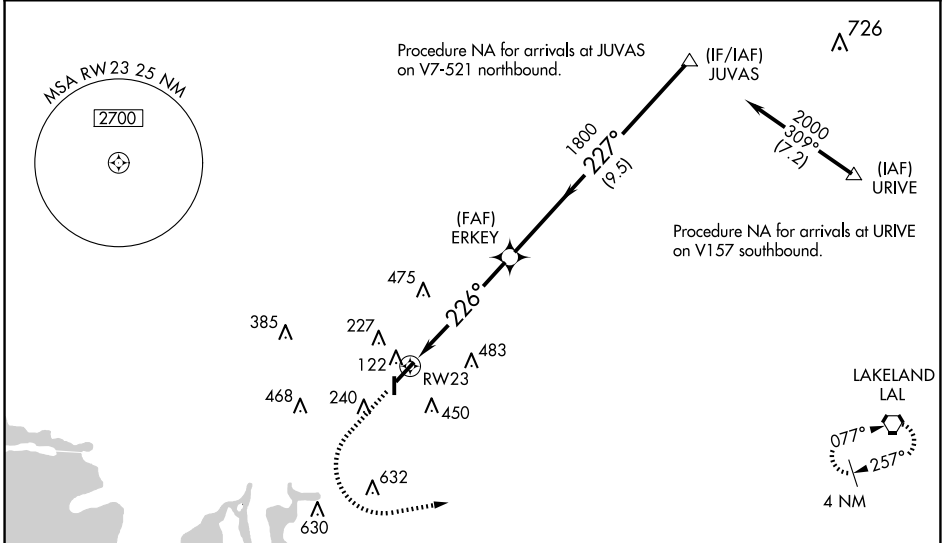 MSA RW23 25 NM
2700
Procedure NA for arrivals at JUVAS
on V7-521 northbound.
(IF/IAF)
JUVAS
726
1800
227°
(9.5)
2000
309°
(7.2)
(IAF)
URIVE
Procedure NA for arrivals at URIVE
on V157 southbound.
(FAF)
ERKEY
475
226°
385
227
122
483
RW23
468
240
450
632
630
LAKELAND
LAL
077°
257°
4 NM